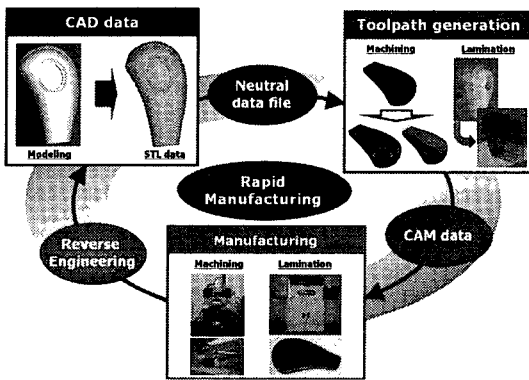 CAD data
Modeling
STL data
Neutral
data file
Toolpath generation
Machining
Lamination
Rapid
Manufacturing
Reverse
Engineering
CAM data
Manufacturing
Machining
Lamination